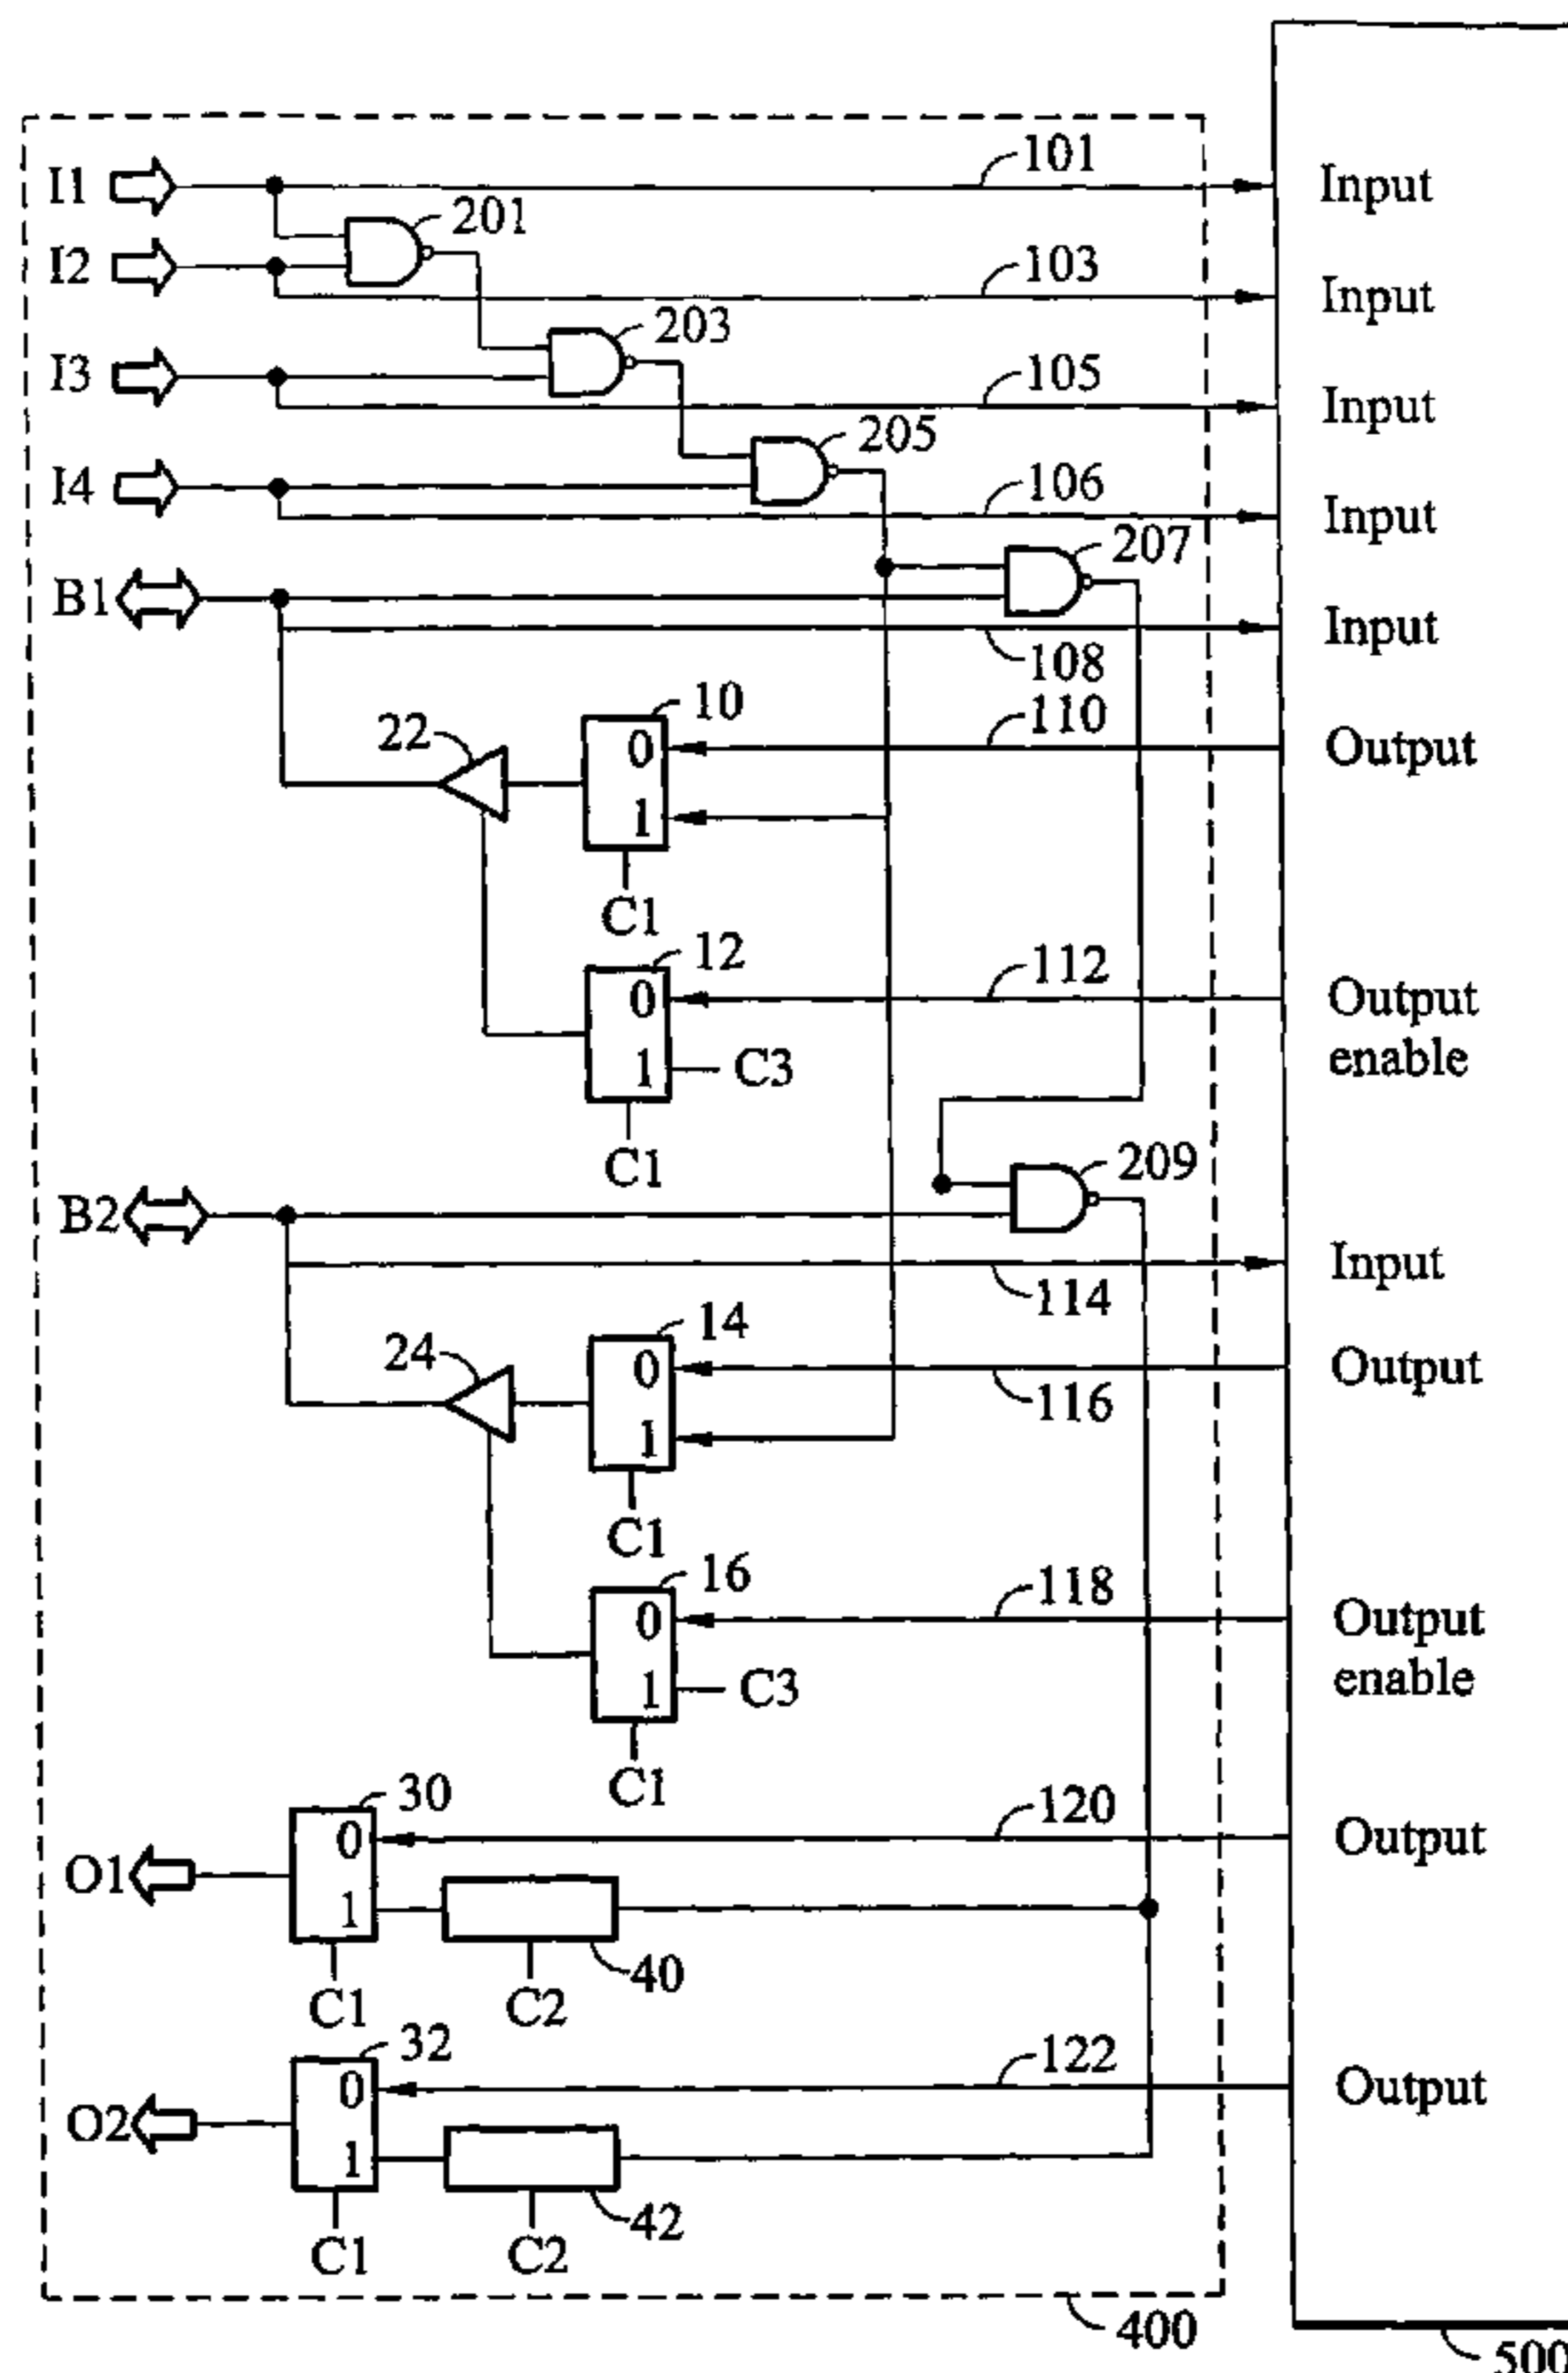 101
I1
Input
201
I2
103
Input
203
I3
105
Input
205
I4
106
Input
207
B1
Input
108
10
110
22
0
Output
1
C1
12
112
0
Output
enable
1
C3
C1
209
B2
Input
114
14
24
0
Output
116
1
C1
16
118
0
Output
enable
1
C3
C1
30
120
0
Output
O1
1
40
C1
C2
32
122
0
Output
O2
1
42
C1
C2
400
500